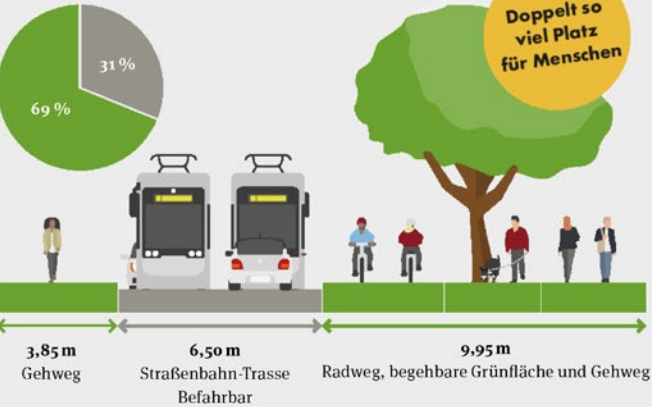 Doppelt so
viel Platz
für Menschen
31 %
69 %
3,85 m
Gehweg
6,50 m
Straßenbahn-Trasse
Befahrbar
9,95 m
Radweg, begehbare Grünfläche und Gehweg